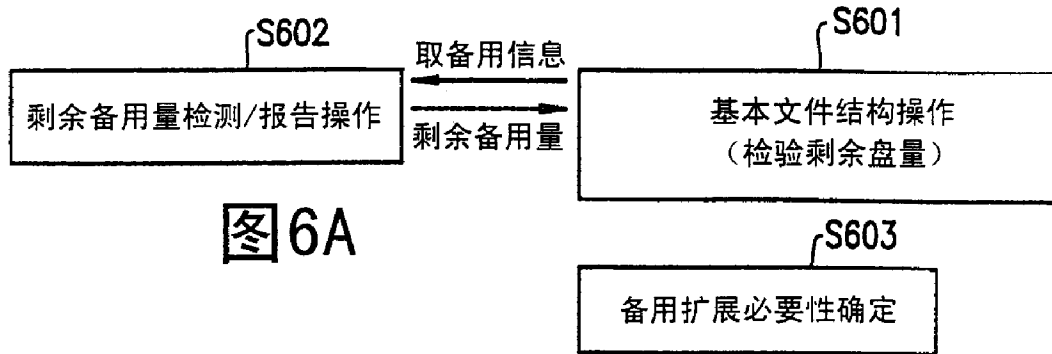 S602
取备用信息
S601
剩余备用量检测/报告操作
剩余备用量
基本文件结构操作
(检验剩余盘量)
图6A
S603
备用扩展必要性确定